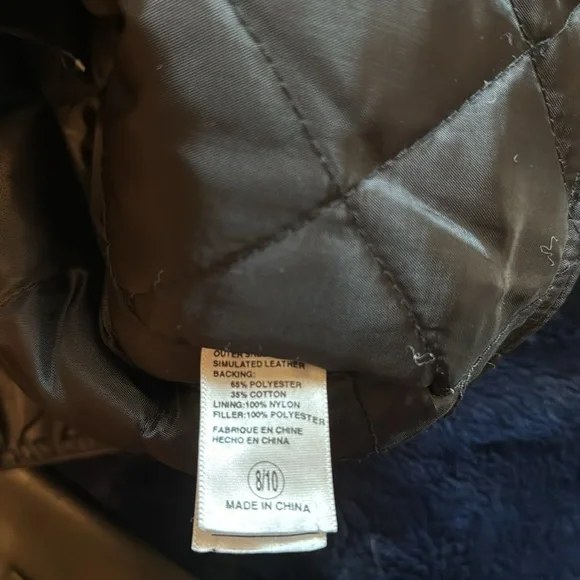 OUTER
SIMULATED LEATHER
BACKING:
65% POLYESTER
35% COTTON
LINING:100% NYLON
FILLER:100% POLYESTER
FABRIQUE EN CHINE
HECHO EN CHINA
8/10
MADE IN CHINA